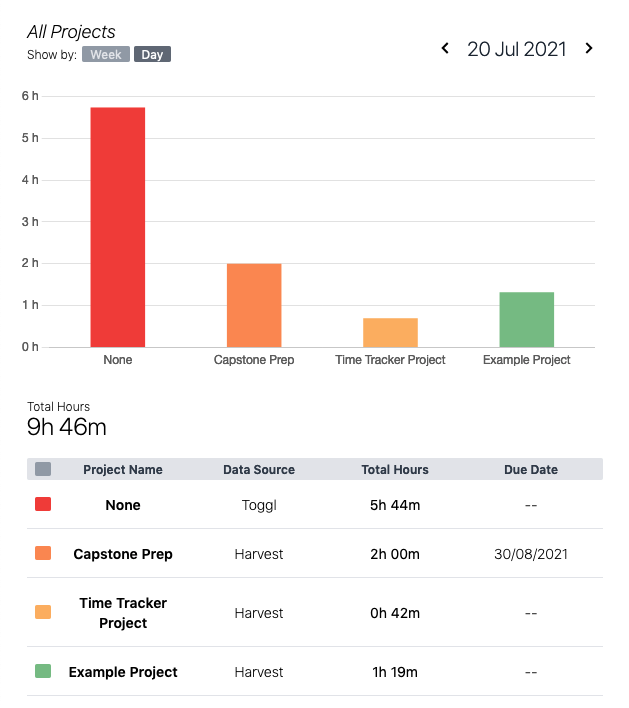 All Projects
Show by: Week Day
20 Jul 2021
6 h
5 h
4 h
3 h
2 h
1 h
0 h
None Capstone Prep Time Tracker Project Example Project
Total Hours
9h 46m
Project Name Data Source Total Hours Due Date
None Toggl 5h 44m --
Capstone Prep Harvest 2h 00m 30/08/2021
Time Tracker
Project Harvest 0h 42m --
Example Project Harvest 1h 19m --